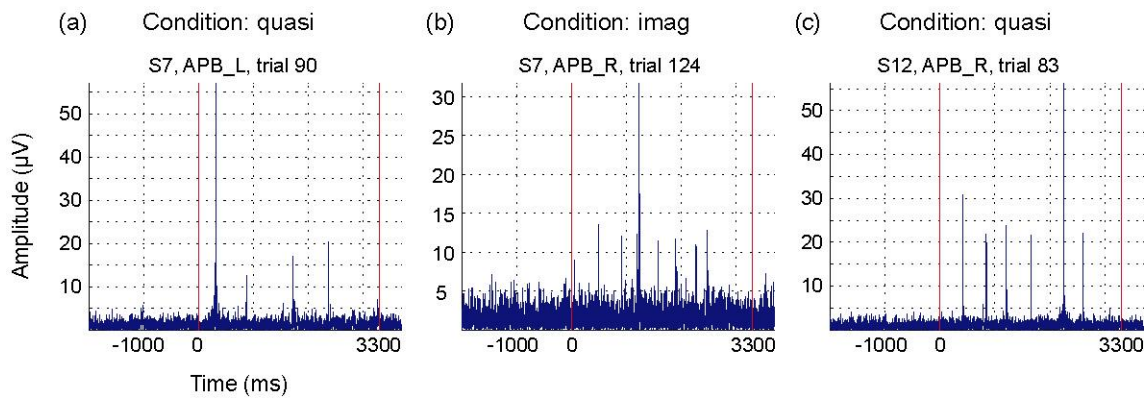 (a) Condition: quasi (b) Condition: imag (c) Condition: quasi
S7, APB_L, trial 90 S7, APB_R, trial 124 S12, APB_R, trial 83
Amplitude (µV)
50
40
30
20
10
-1000 0 3300
30
25
20
15
10
5
-1000 0 3300
50
40
30
20
10
-1000 0 3300
Time (ms)